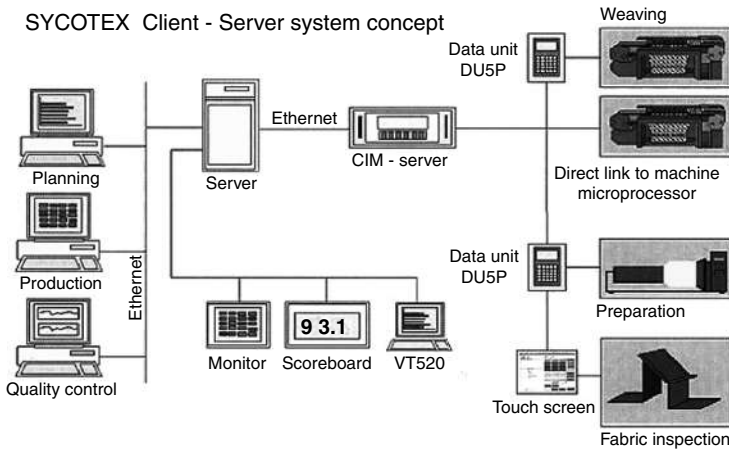 SYCOTEX Client - Server system concept
Weaving
Data unit
DU5P
Ethernet
Planning
Server
CIM - server
Direct link to machine
microprocessor
Data unit
DU5P
Production
Ethernet
9 3.1
Preparation
Monitor
Scoreboard
VT520
Quality control
Touch screen
Fabric inspection